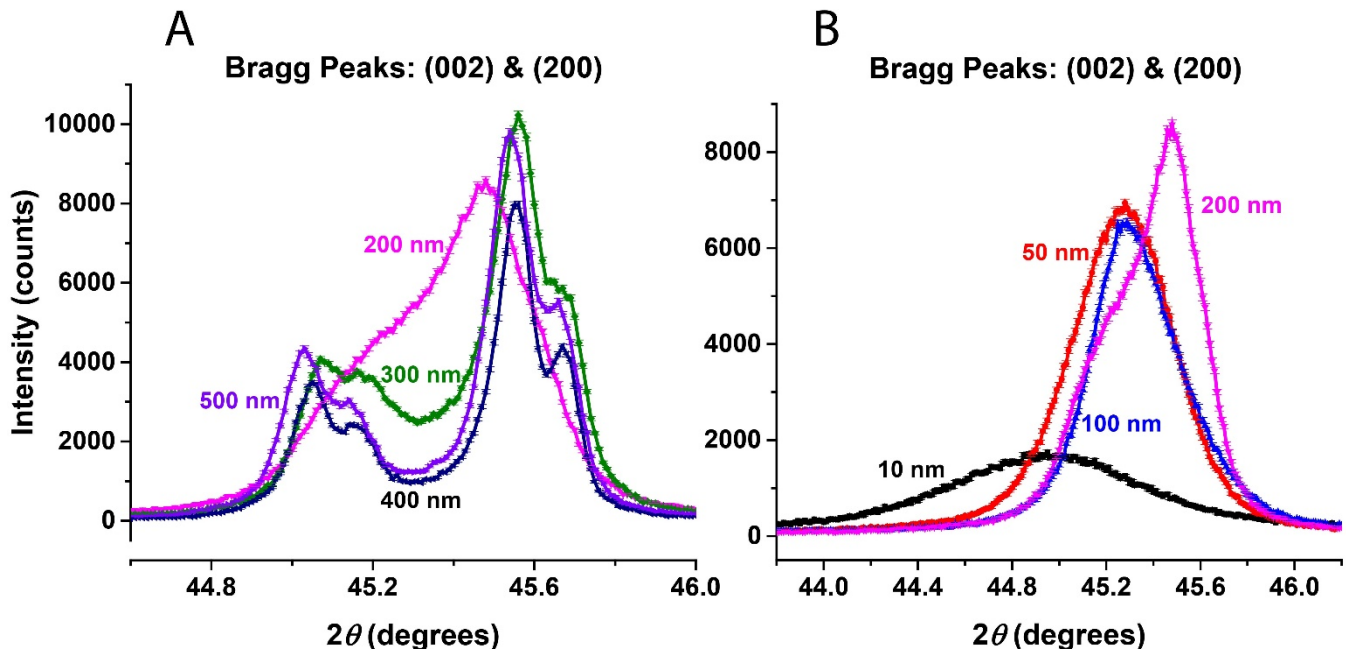 A
Bragg Peaks: (002) & (200)
10000
8000
6000
4000
2000
0
Intensity (counts)
200 nm
300 nm
500 nm
400 nm
44.8
45.2
45.6
46.0
2θ (degrees)
B
Bragg Peaks: (002) & (200)
8000
6000
4000
2000
0
200 nm
50 nm
100 nm
10 nm
44.0
44.4
44.8
45.2
45.6
46.0
2θ (degrees)